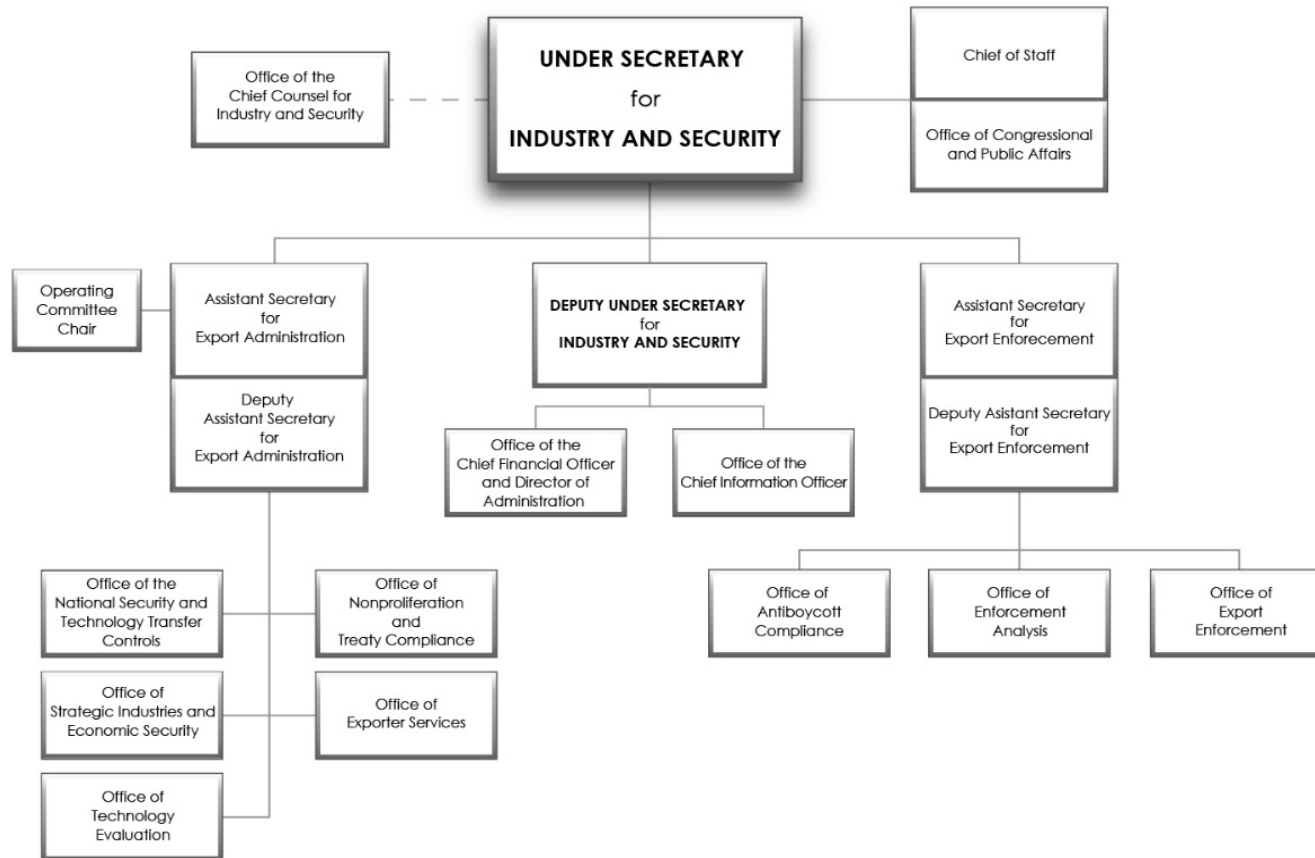 UNDER SECRETARY
for
INDUSTRY AND SECURITY
Office of the
Chief Counsel for
Industry and Security
Chief of Staff
Office of Congressional
and Public Affairs
Operating
Committee
Chair
Assistant Secretary
for
Export Administration
Deputy
Assistant Secretary
for
Export Administration
DEPUTY UNDER SECRETARY
for
INDUSTRY AND SECURITY
Assistant Secretary
for
Export Enforecement
Deputy Asistant Secretary
for
Export Enforcement
Office of the
Chief Financial Officer
and Director of
Administration
Office of the
Chief Information Officer
Office of the
National Security and
Technology Transfer
Controls
Office of
Nonproliferation
and
Treaty Compliance
Office of
Strategic Industries and
Economic Security
Office of
Exporter Services
Office of
Technology
Evaluation
Office of
Antiboycott
Compliance
Office of
Enforcement
Analysis
Office of
Export
Enforcement